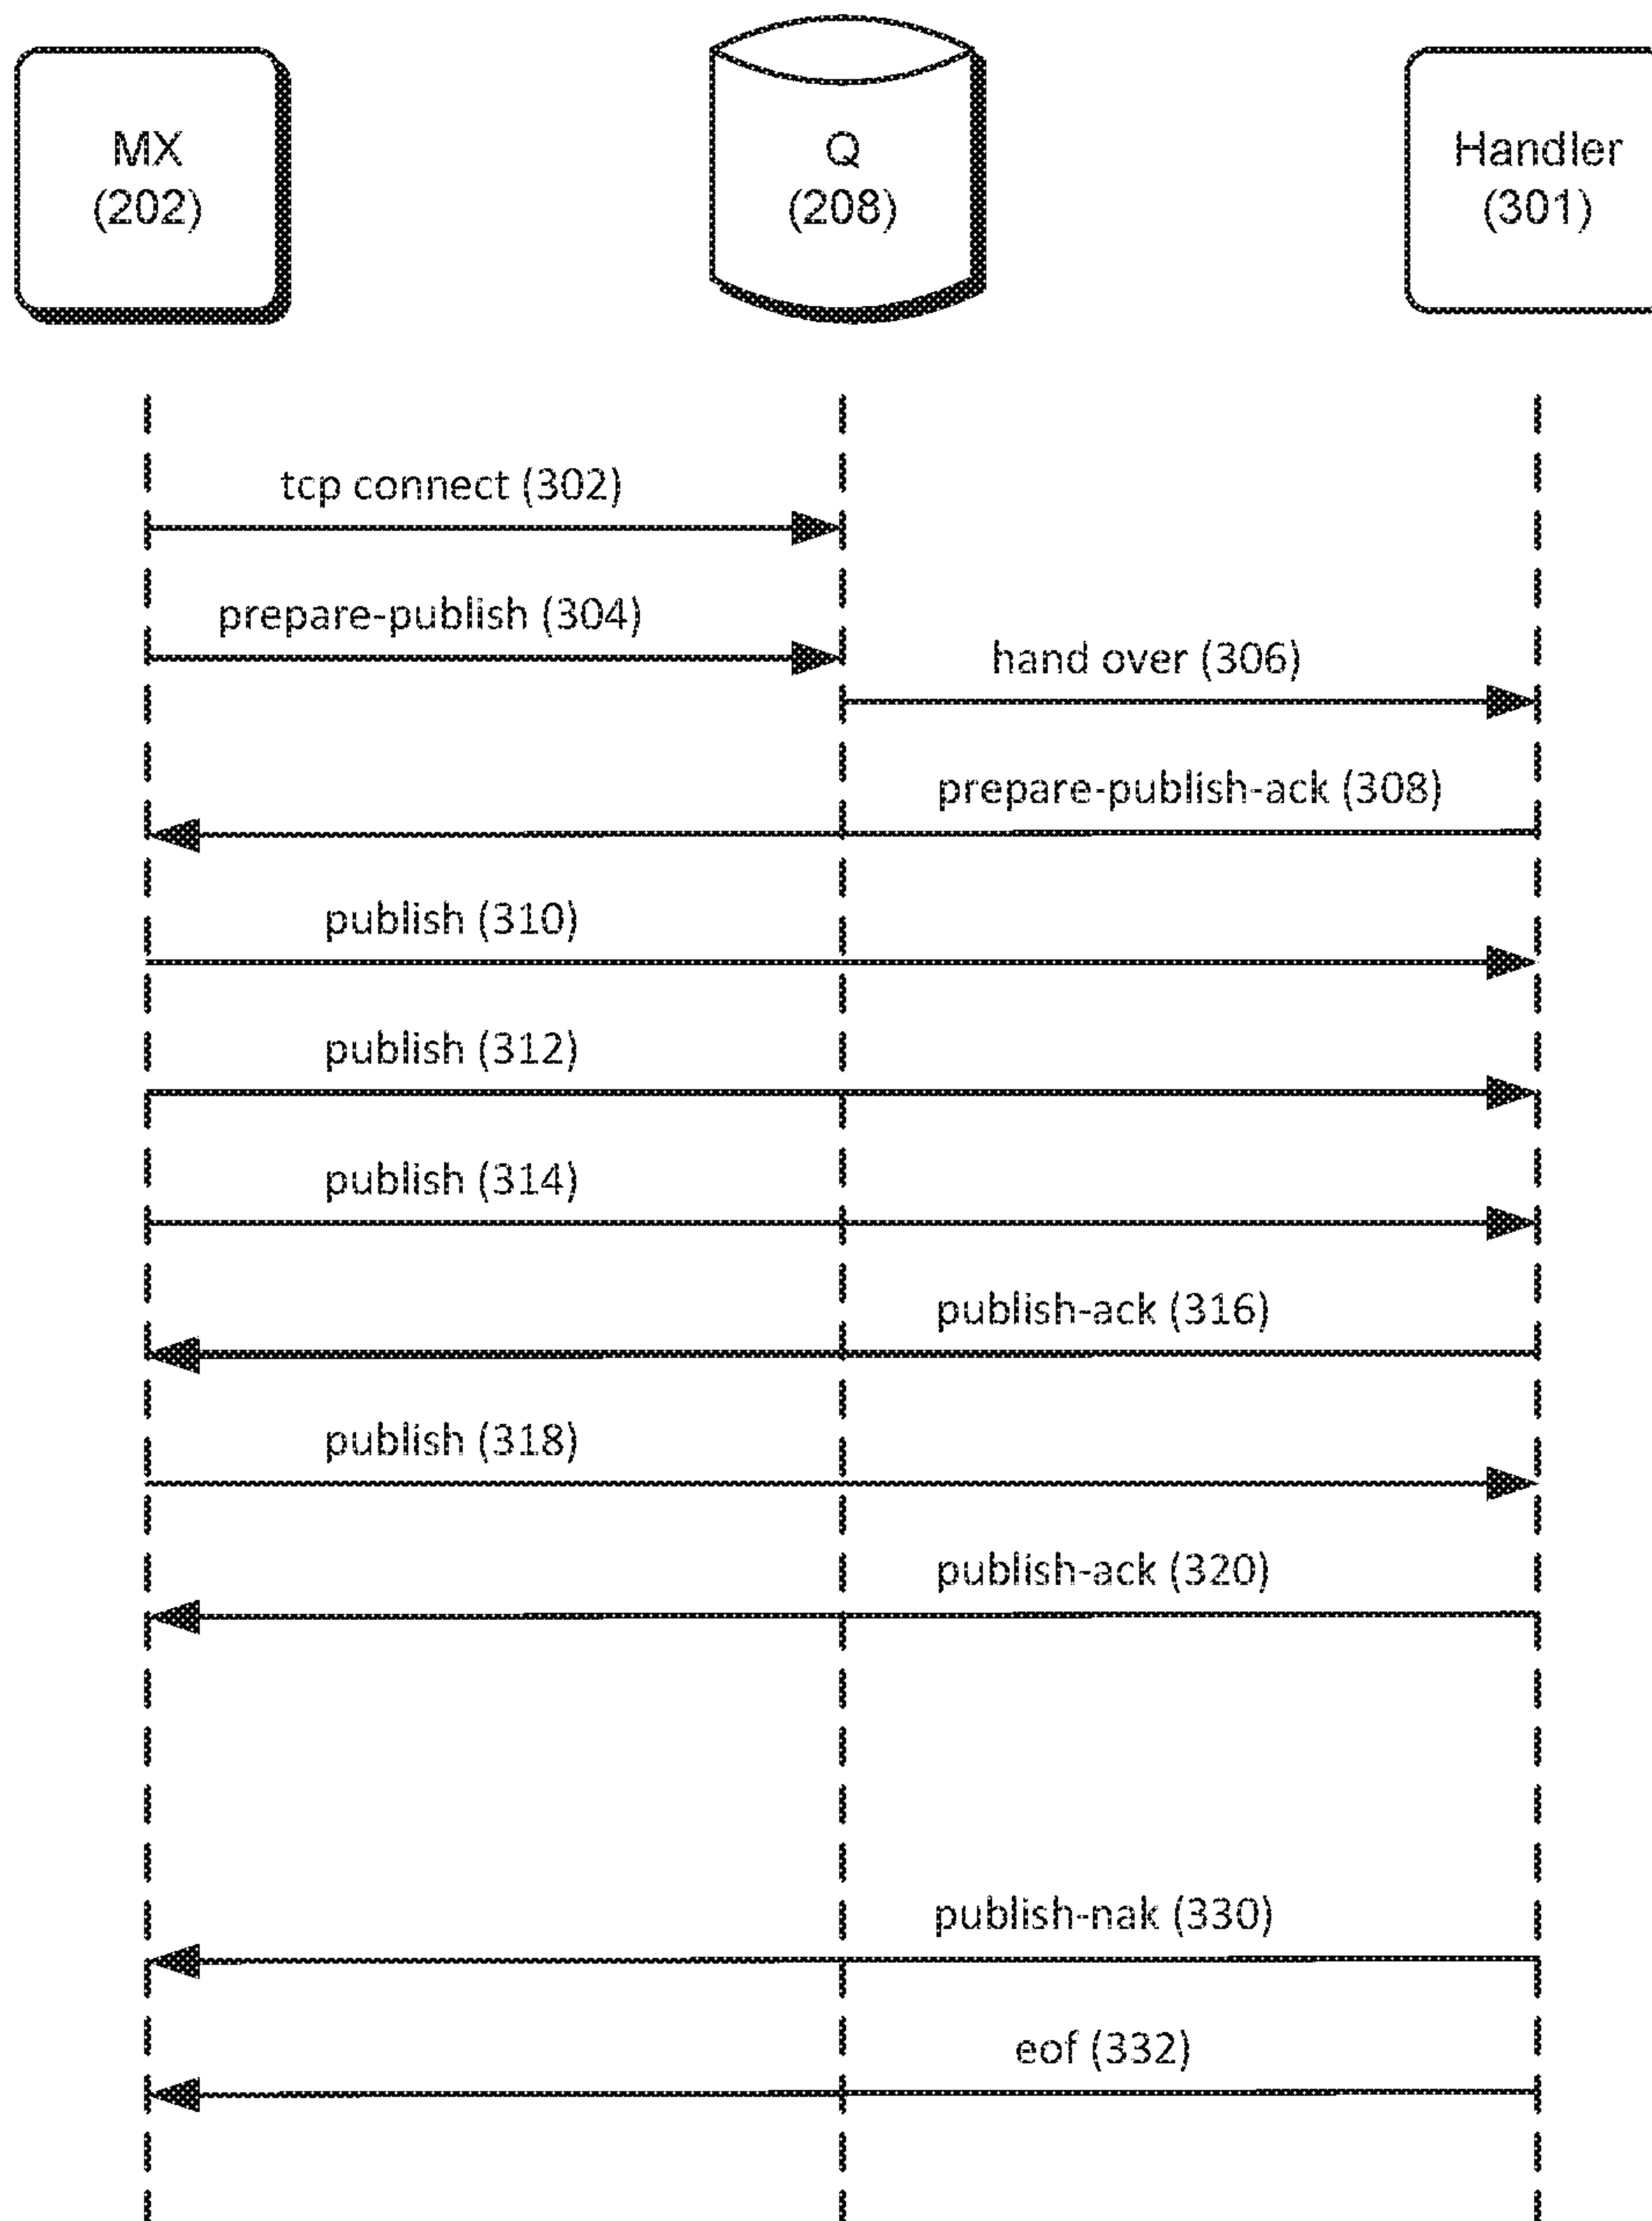 MX
(202)
Q
(208)
Handler
(301)
tcp connect (302)
prepare-publish (304)
hand over (306)
prepare-publish-ack (308)
publish (310)
publish (312)
publish (314)
publish-ack (316)
publish (318)
publish-ack (320)
publish-nak (330)
eof (332)